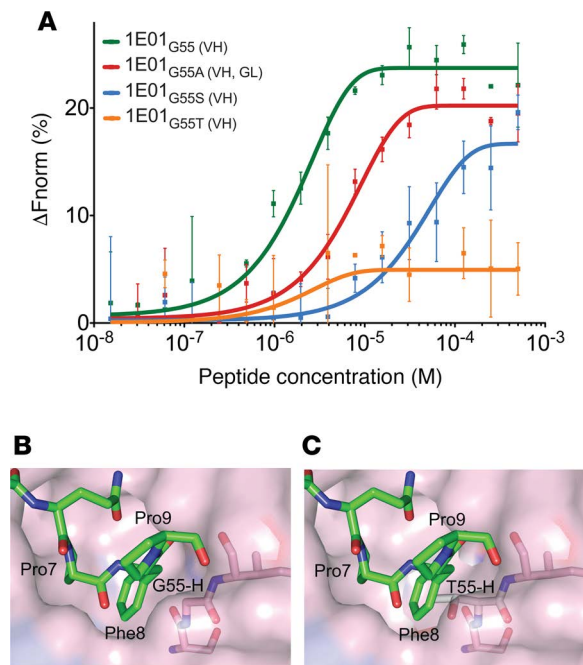 A
1E01G55 (VH)
1E01G55A (VH, GL)
1E01G55S (VH)
1E01G55T (VH)
ΔFnorm (%)
20
10
0
10-8
10-7
10-6
10-5
10-4
10-3
Peptide concentration (M)
B
Pro9
Pro7
G55-H
Phe8
C
Pro9
Pro7
T55-H
Phe8